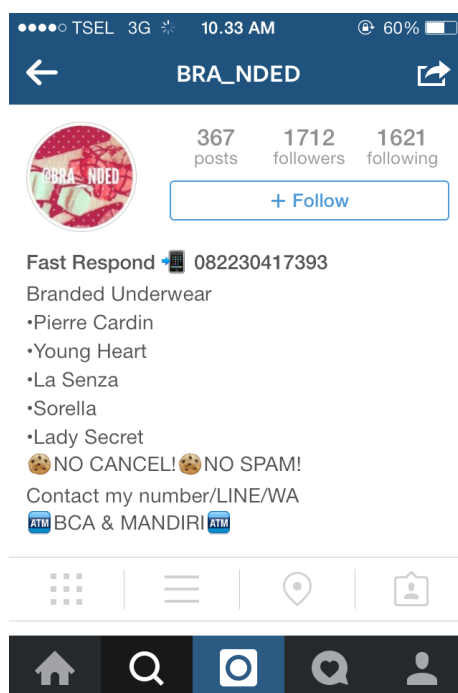 TSEL 3G 10.33 AM 60%
BRA_NDED
367 1712 1621
posts followers following
@BRA_NDED
+ Follow
Fast Respond 📲 082230417393
Branded Underwear
•Pierre Cardin
•Young Heart
•La Senza
•Sorella
•Lady Secret
🍪NO CANCEL!🍪NO SPAM!
Contact my number/LINE/WA
🏧BCA & MANDIRI🏧